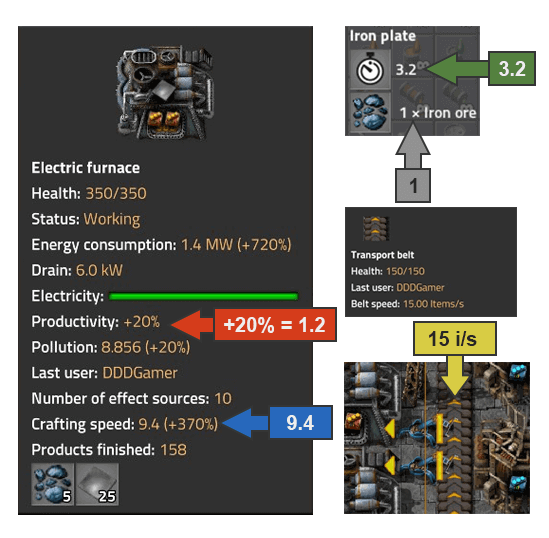 Electric furnace
Health: 350/350
Status: Working
Energy consumption: 1.4 MW (+720%)
Drain: 6.0 kW
Electricity:
Productivity: +20%
+20% = 1.2
Pollution: 8.856 (+20%)
Last user: DDDGamer
Number of effect sources: 10
Crafting speed: 9.4 (+370%)
9.4
Products finished: 158
5
25
Iron plate
3.2
3.2
1 × Iron ore
1
Transport belt
Health: 150/150
Last user: DDDGamer
Belt speed: 15.00 Items/s
15 i/s